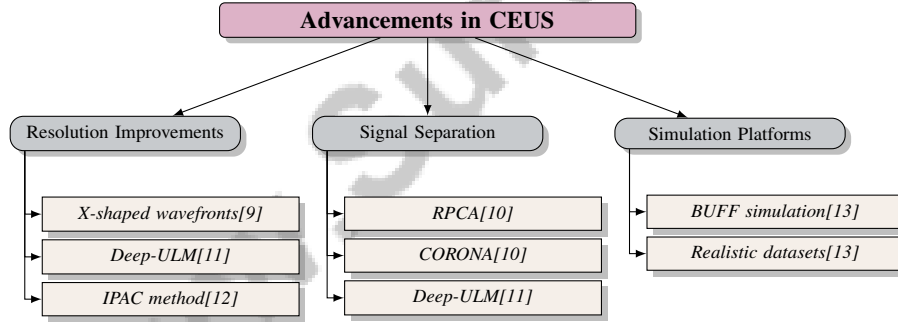 Advancements in CEUS
Resolution Improvements
Signal Separation
Simulation Platforms
X-shaped wavefronts[9]
Deep-ULM[11]
IPAC method[12]
RPCA[10]
CORONA[10]
Deep-ULM[11]
BUFF simulation[13]
Realistic datasets[13]